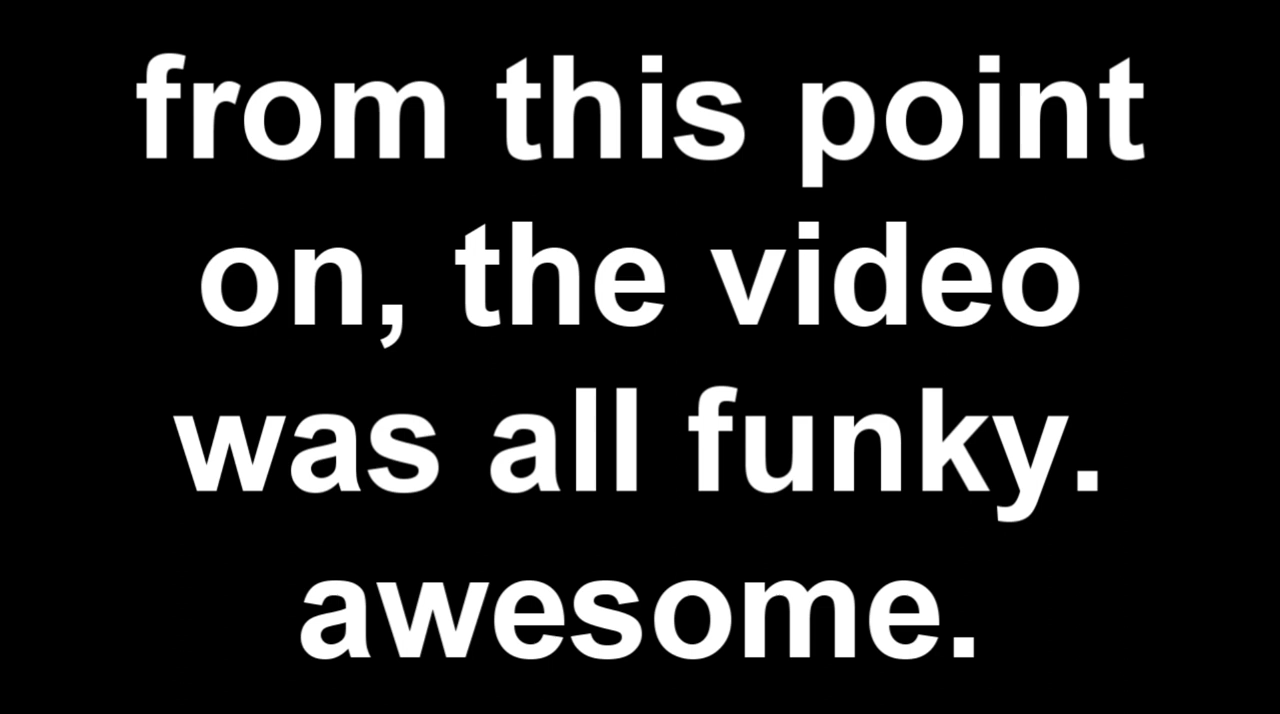 from this point
on, the video
was all funky.
awesome.